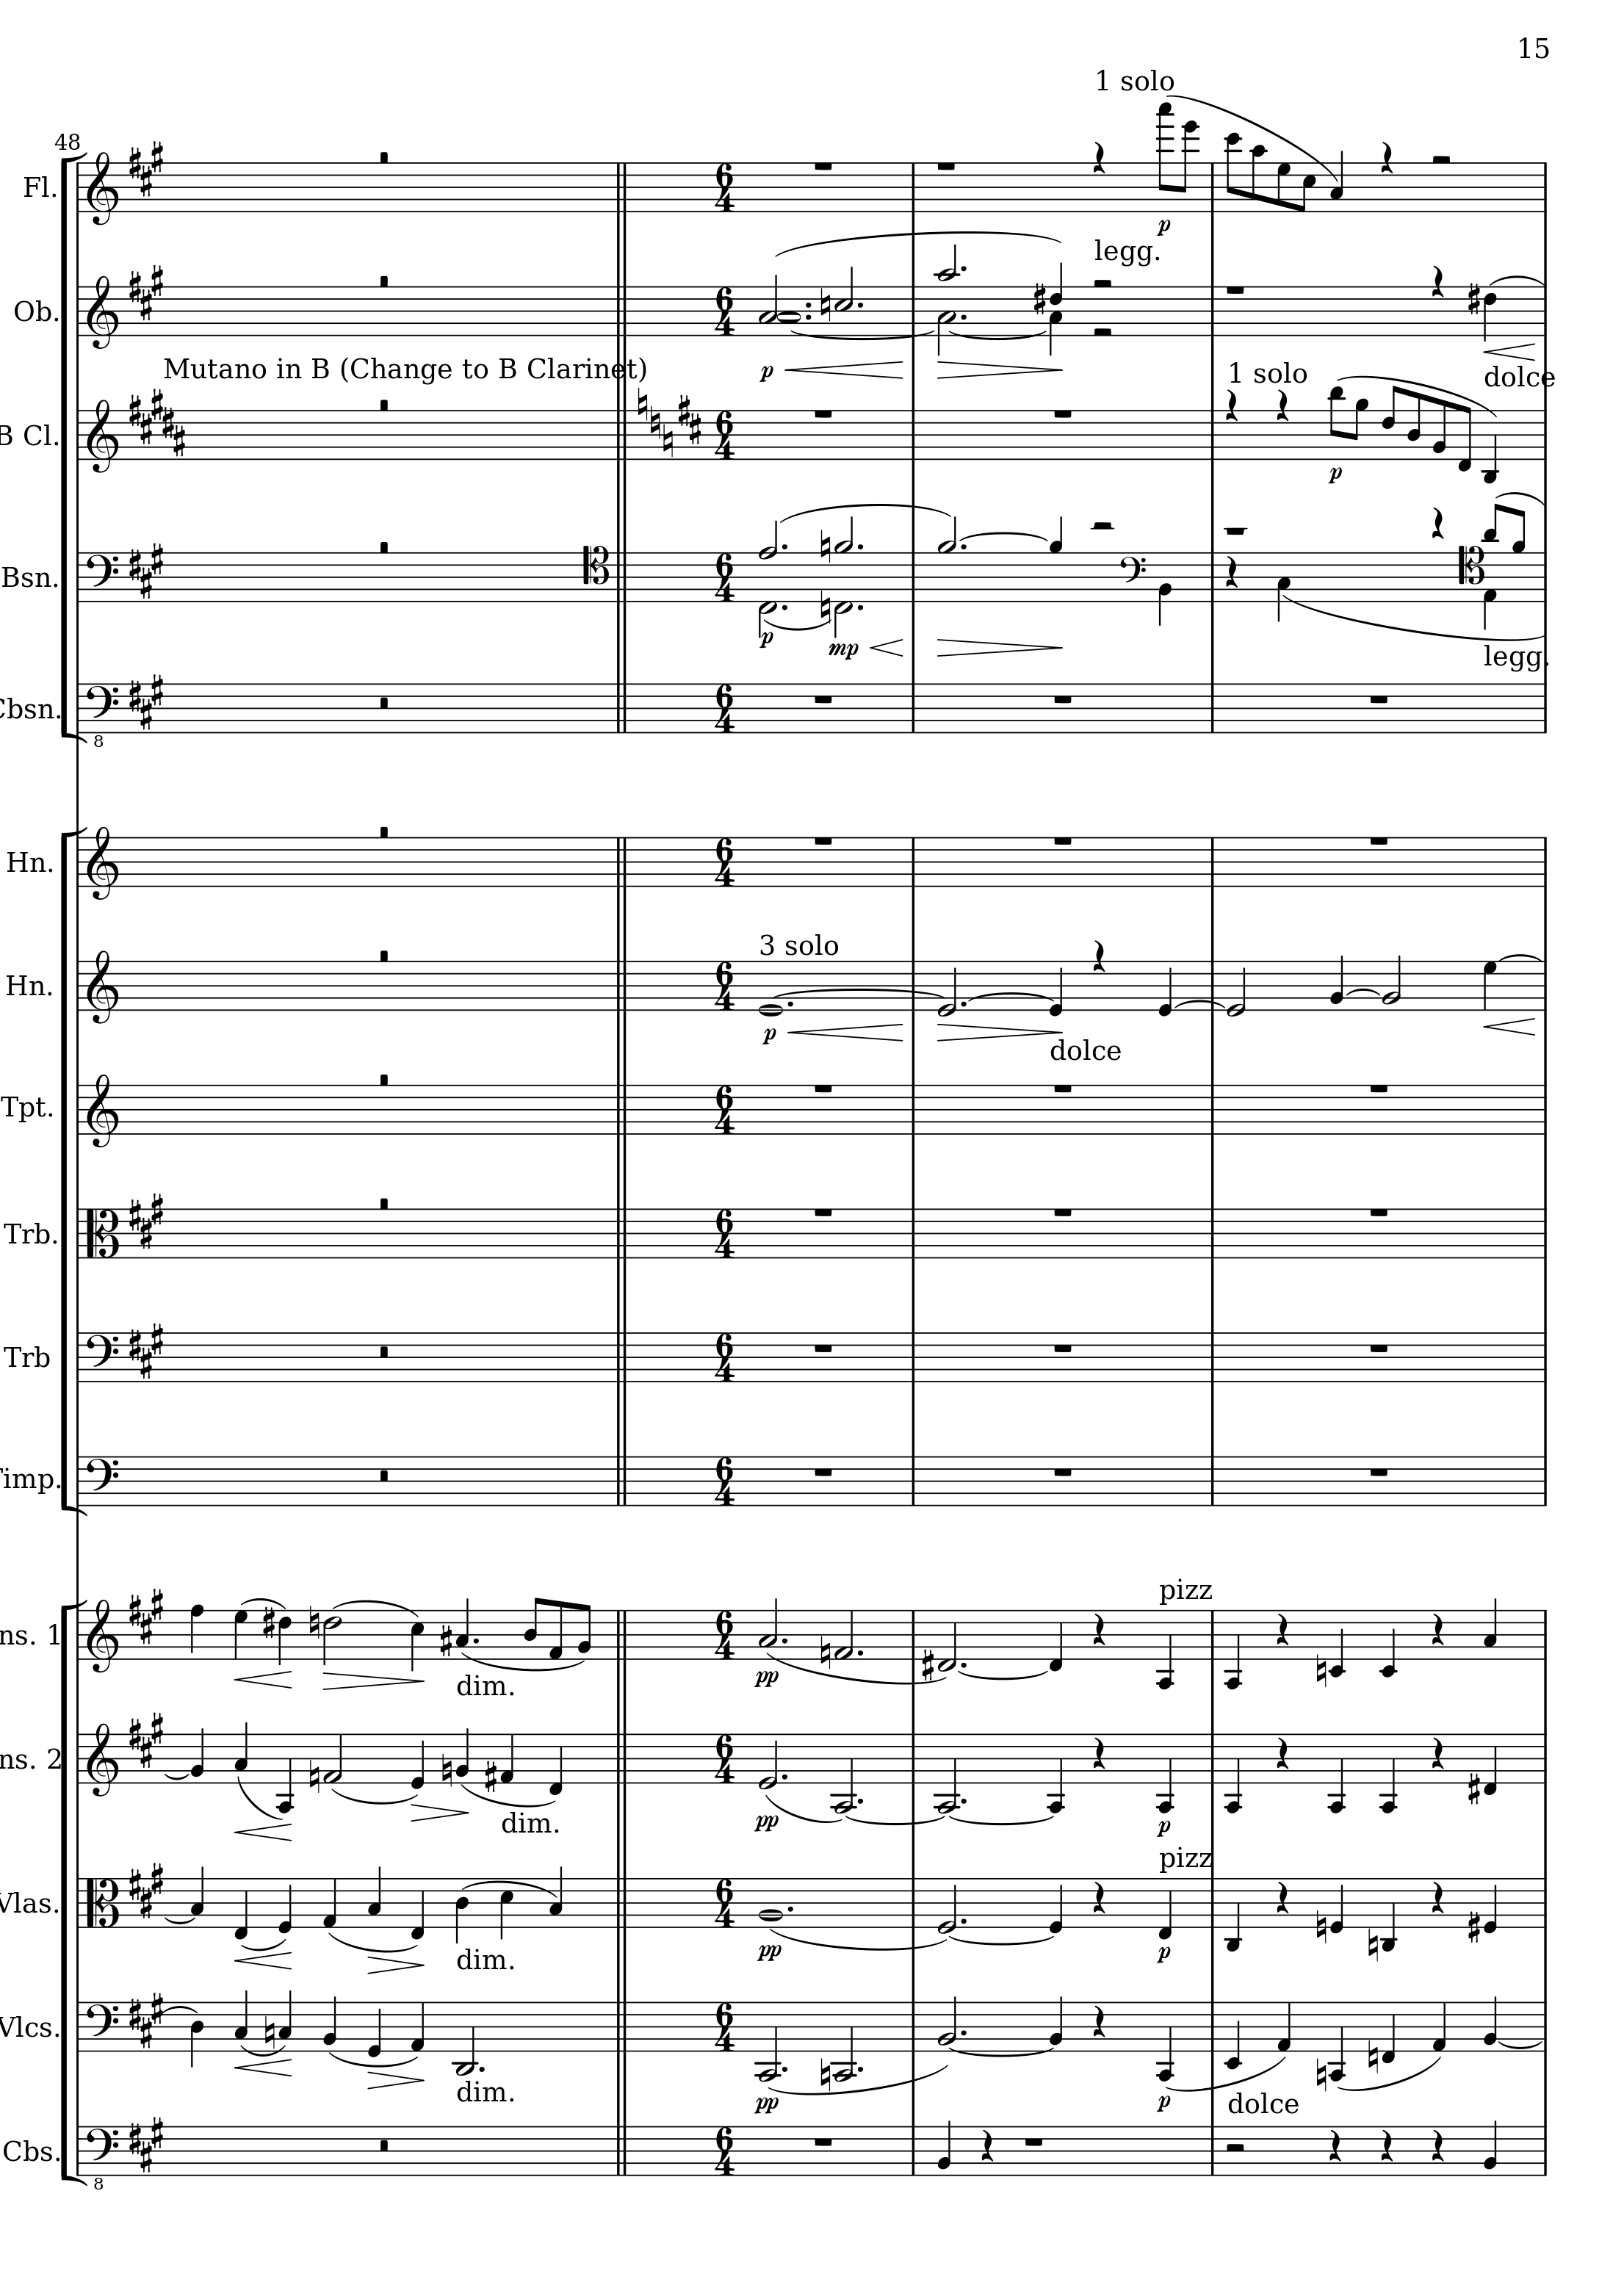 15
1 solo
48
Fl.
p
legg.
Ob.
p
dolce
Mutano in B (Change to B Clarinet)
1 solo
B Cl.
p
Bsn.
p
mp
legg.
Cbsn.
8
Hn.
3 solo
Hn.
p
dolce
Tpt.
Trb.
Trb
Timp.
pizz
ns. 1
pp
dim.
ns. 2
pp
p
dim.
pizz
Vlas.
pp
p
dim.
Vlcs.
pp
p
dim.
dolce
Cbs.
8